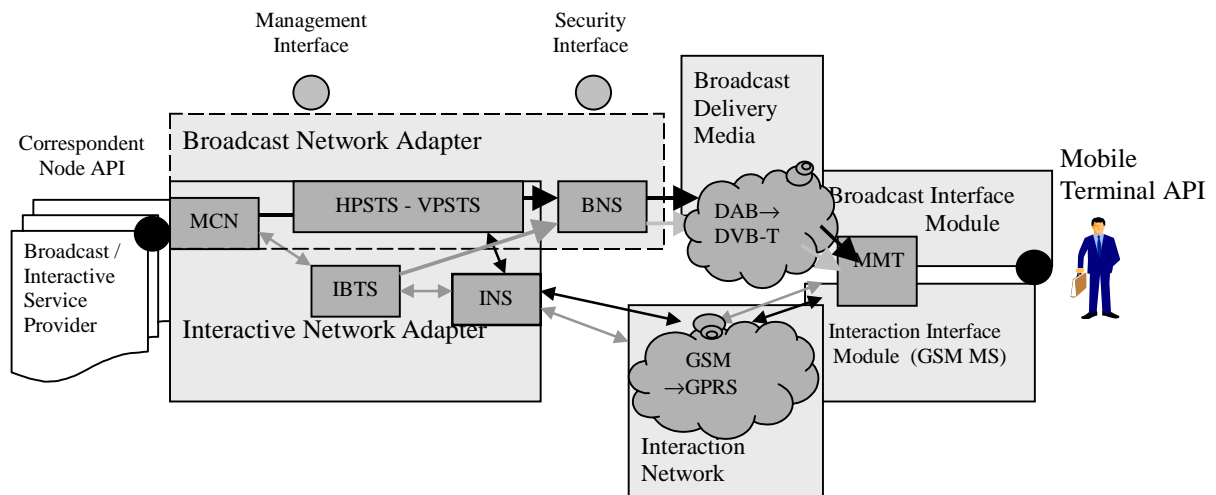 Management
Interface
Security
Interface
Broadcast
Delivery
Media
Correspondent
Node API
Broadcast Network Adapter
Mobile
Terminal API
MCN
HPSTS - VPSTS
BNS
DAB→
DVB-T
Broadcast Interface
Module
Broadcast /
Interactive
Service
Provider
IBTS
INS
MMT
Interactive Network Adapter
GSM
→GPRS
Interaction Interface
Module (GSM MS)
Interaction
Network